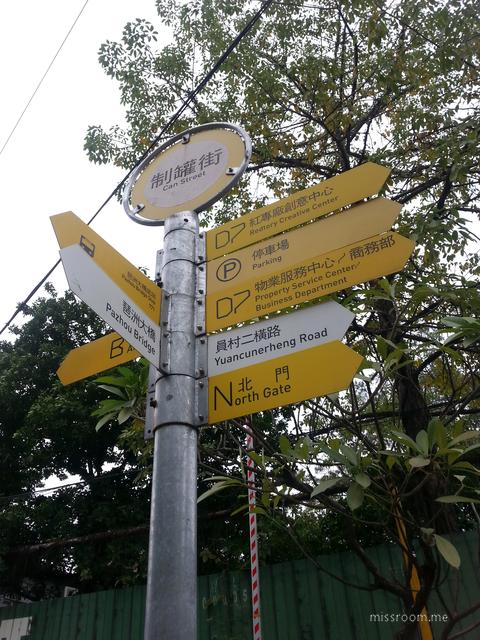 制罐街
Can Street
D7 紅專廠創意中心
Redtory Creative Center
P 停車場
Parking
D7 物業服務中心/商務部
Property Service Center/
Business Department
員村二橫路
Yuancunerheng Road
N 北門
North Gate
琶洲大橋
Pazhou Bridge
B
missroom.me